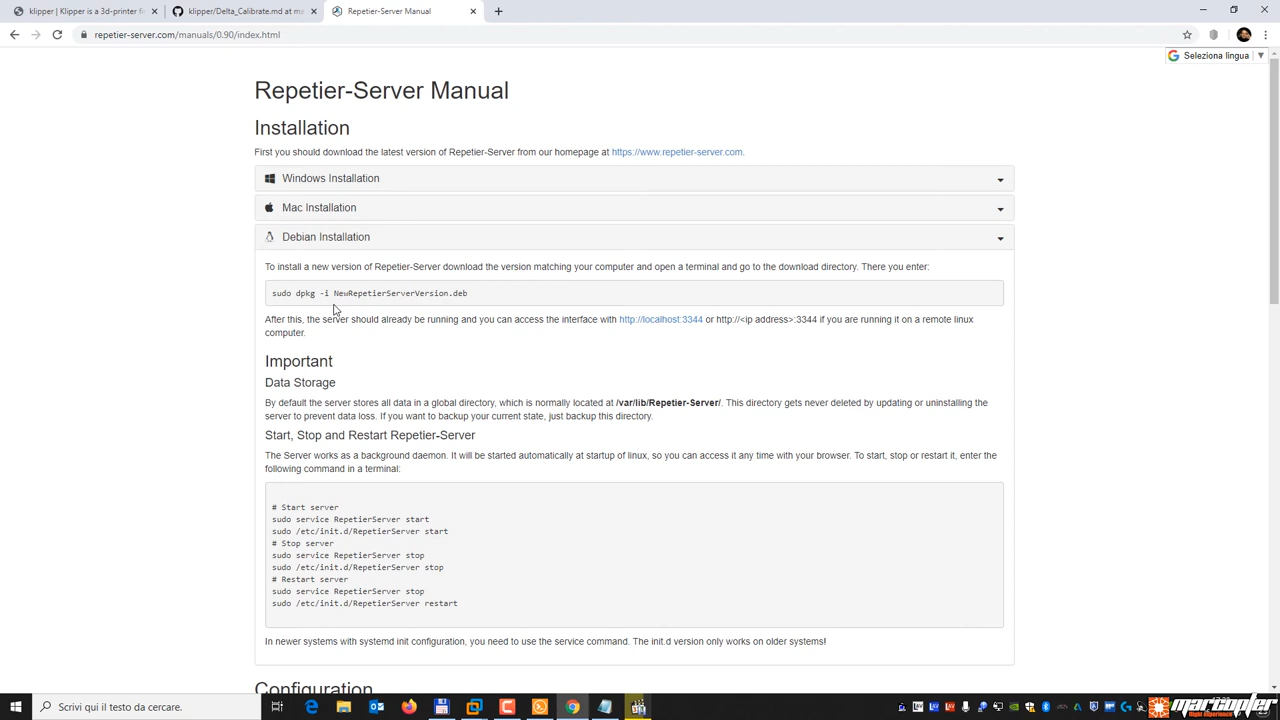 klipper | Klipper is a 3d-printer fi
klipper/Delta_Calibrate.md at ma
Repetier-Server Manual
repetier-server.com/manuals/0.90/index.html
Seleziona lingua
Repetier-Server Manual
Installation
First you should download the latest version of Repetier-Server from our homepage at https://www.repetier-server.com.
Windows Installation
Mac Installation
Debian Installation
To install a new version of Repetier-Server download the version matching your computer and open a terminal and go to the download directory. There you enter:
sudo dpkg -i NewRepetierServerVersion.deb
After this, the server should already be running and you can access the interface with http://localhost:3344 or http://<ip address>:3344 if you are running it on a remote linux
computer.
Important
Data Storage
By default the server stores all data in a global directory, which is normally located at /var/lib/Repetier-Server/. This directory gets never deleted by updating or uninstalling the
server to prevent data loss. If you want to backup your current state, just backup this directory.
Start, Stop and Restart Repetier-Server
The Server works as a background daemon. It will be started automatically at startup of linux, so you can access it any time with your browser. To start, stop or restart it, enter the
following command in a terminal:
# Start server
sudo service RepetierServer start
sudo /etc/init.d/RepetierServer start
# Stop server
sudo service RepetierServer stop
sudo /etc/init.d/RepetierServer stop
# Restart server
sudo service RepetierServer stop
sudo /etc/init.d/RepetierServer restart
In newer systems with systemd init configuration, you need to use the service command. The init.d version only works on older systems!
Configuration
Scrivi qui il testo da cercare.
marcopter